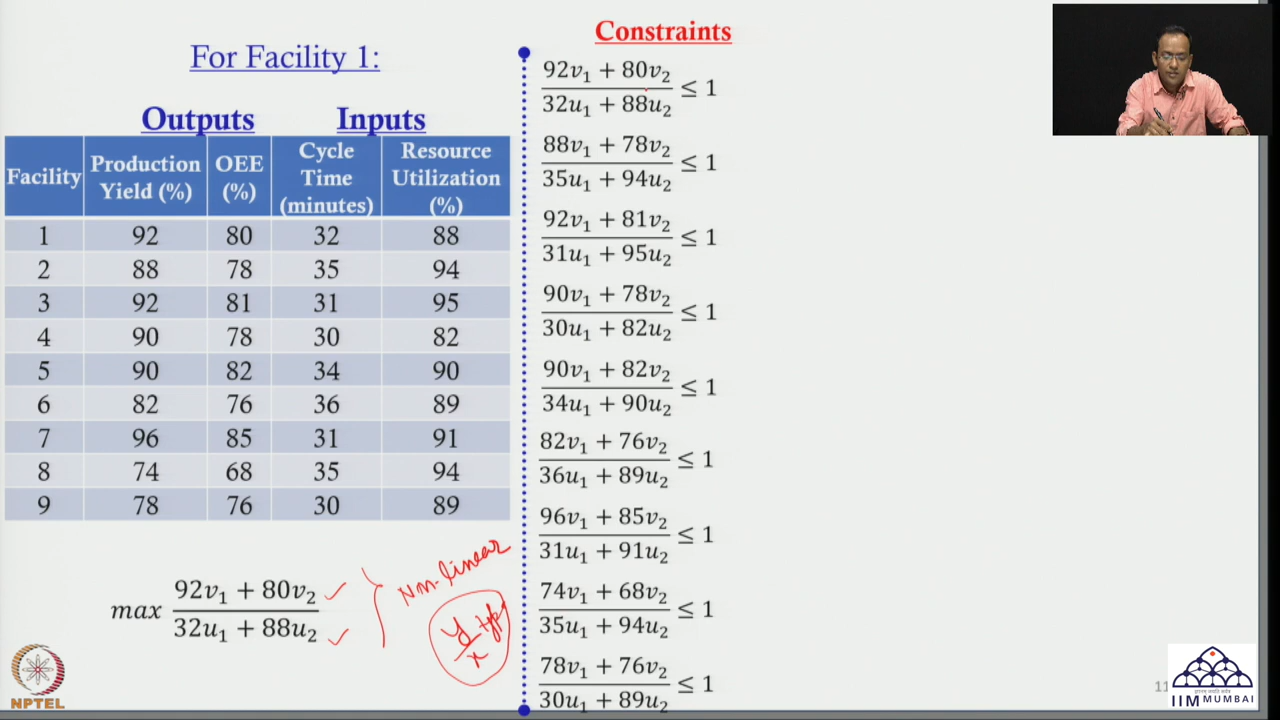 For Facility 1:
Outputs Inputs
Facility Production Yield (%) OEE (%) Cycle Time (minutes) Resource Utilization (%)
1 92 80 32 88
2 88 78 35 94
3 92 81 31 95
4 90 78 30 82
5 90 82 34 90
6 82 76 36 89
7 96 85 31 91
8 74 68 35 94
9 78 76 30 89
max (92v₁ + 80v₂)/(32u₁ + 88u₂)
Non-linear
y/x type
Constraints
(92v₁ + 80v₂)/(32u₁ + 88u₂) ≤ 1
(88v₁ + 78v₂)/(35u₁ + 94u₂) ≤ 1
(92v₁ + 81v₂)/(31u₁ + 95u₂) ≤ 1
(90v₁ + 78v₂)/(30u₁ + 82u₂) ≤ 1
(90v₁ + 82v₂)/(34u₁ + 90u₂) ≤ 1
(82v₁ + 76v₂)/(36u₁ + 89u₂) ≤ 1
(96v₁ + 85v₂)/(31u₁ + 91u₂) ≤ 1
(74v₁ + 68v₂)/(35u₁ + 94u₂) ≤ 1
(78v₁ + 76v₂)/(30u₁ + 89u₂) ≤ 1
NPTEL
IIM MUMBAI